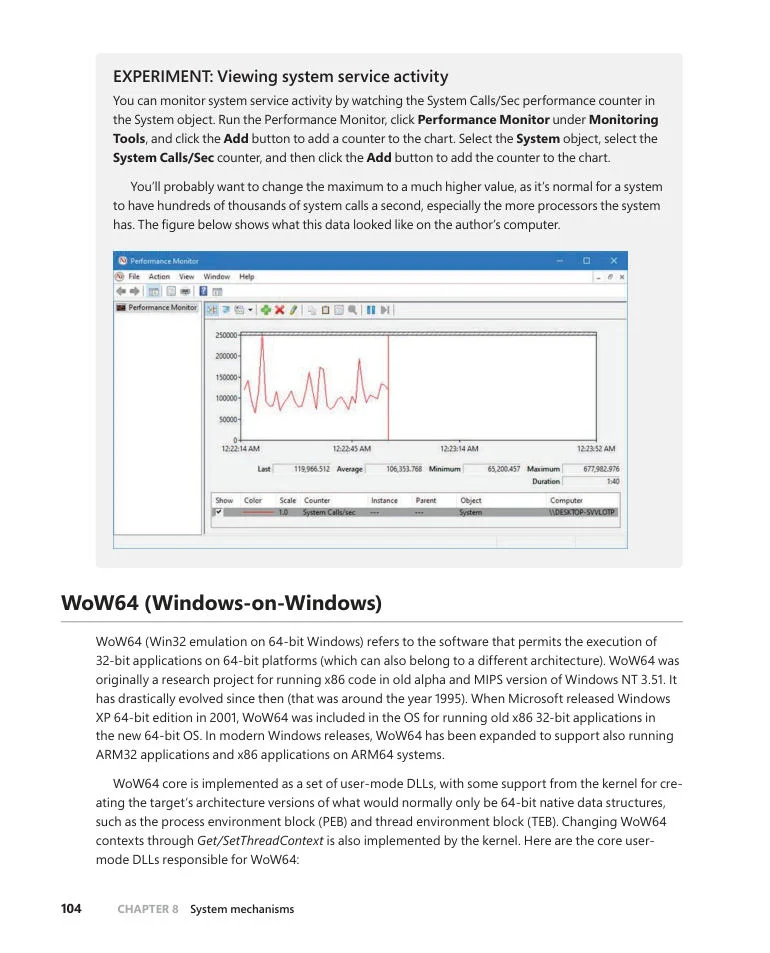 EXPERIMENT: Viewing system service activity
You can monitor system service activity by watching the System Calls/Sec performance counter in
the System object. Run the Performance Monitor, click Performance Monitor under Monitoring
Tools, and click the Add button to add a counter to the chart. Select the System object, select the
System Calls/Sec counter, and then click the Add button to add the counter to the chart.
You'll probably want to change the maximum to a much higher value, as it's normal for a system
to have hundreds of thousands of system calls a second, especially the more processors the system
has. The figure below shows what this data looked like on the author's computer.
Performance Monitor
File Action View Window Help
Performance Monitor
250000
200000
150000
100000
50000
0
12:22:14 AM 12:22:45 AM 12:23:14 AM 12:23:52 AM
Last 119,966.512 Average 106,353.768 Minimum 65,200.457 Maximum 677,982.976
Duration 1:40
Show Color Scale Counter Instance Parent Object Computer
1.0 System Calls/sec --- --- System \\DESKTOP-SVVLOTP
WoW64 (Windows-on-Windows)
WoW64 (Win32 emulation on 64-bit Windows) refers to the software that permits the execution of
32-bit applications on 64-bit platforms (which can also belong to a different architecture). WoW64 was
originally a research project for running x86 code in old alpha and MIPS version of Windows NT 3.51. It
has drastically evolved since then (that was around the year 1995). When Microsoft released Windows
XP 64-bit edition in 2001, WoW64 was included in the OS for running old x86 32-bit applications in
the new 64-bit OS. In modern Windows releases, WoW64 has been expanded to support also running
ARM32 applications and x86 applications on ARM64 systems.
WoW64 core is implemented as a set of user-mode DLLs, with some support from the kernel for cre-
ating the target's architecture versions of what would normally only be 64-bit native data structures,
such as the process environment block (PEB) and thread environment block (TEB). Changing WoW64
contexts through Get/SetThreadContext is also implemented by the kernel. Here are the core user-
mode DLLs responsible for WoW64:
104 CHAPTER 8 System mechanisms